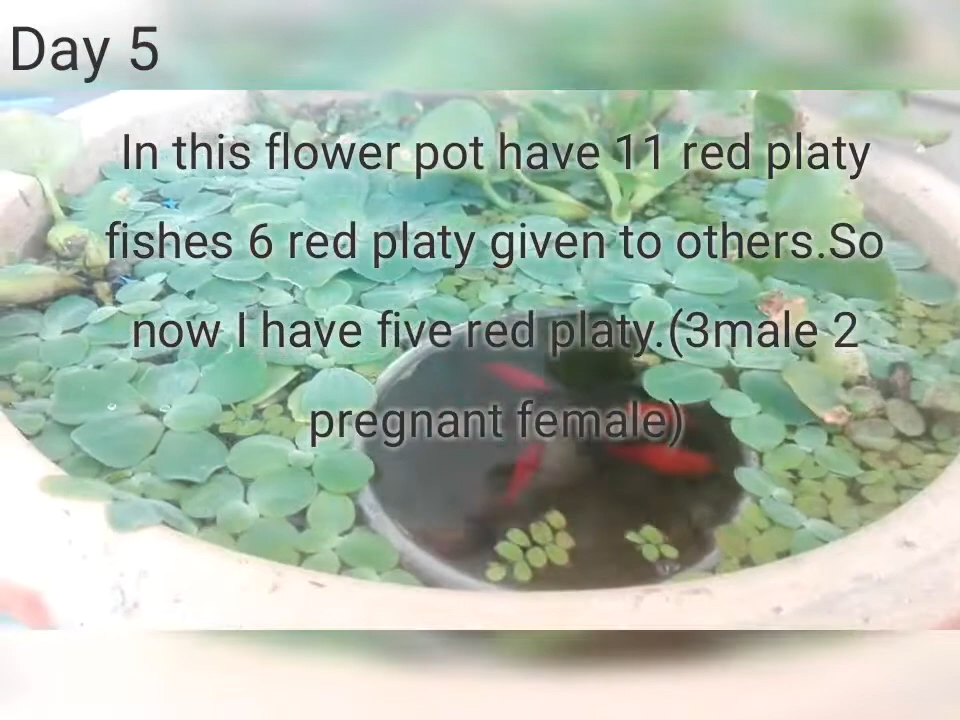 Day 5
In this flower pot have 11 red platy
fishes 6 red platy given to others.So
now I have five red platy.(3male 2
pregnant female)